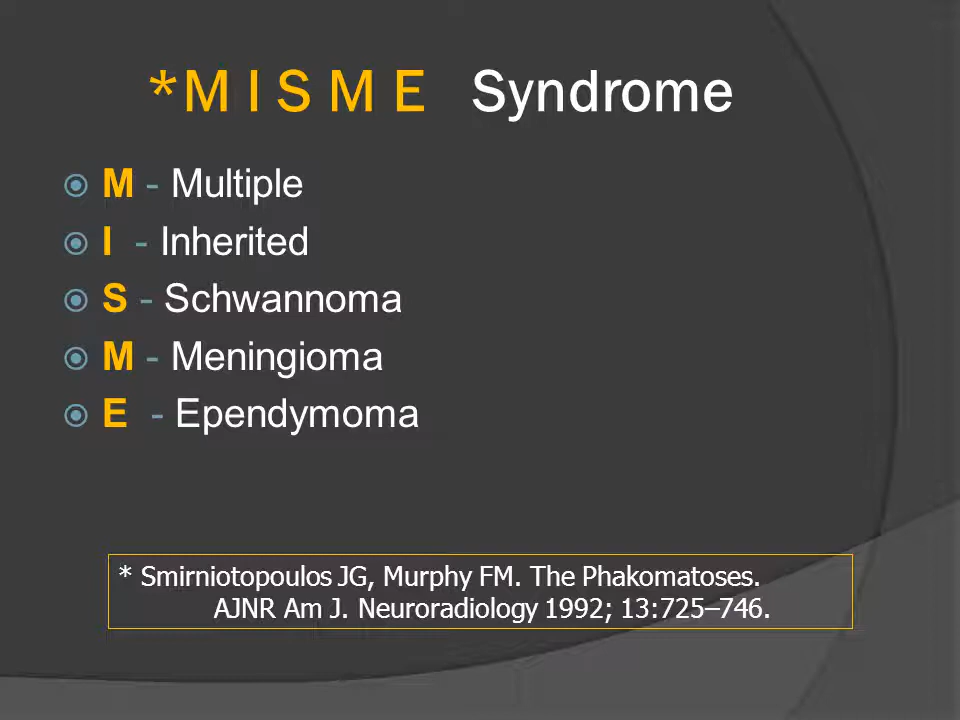 *M I S M E Syndrome
M - Multiple
I - Inherited
S - Schwannoma
M - Meningioma
E - Ependymoma
* Smirniotopoulos JG, Murphy FM. The Phakomatoses.
AJNR Am J. Neuroradiology 1992; 13:725–746.